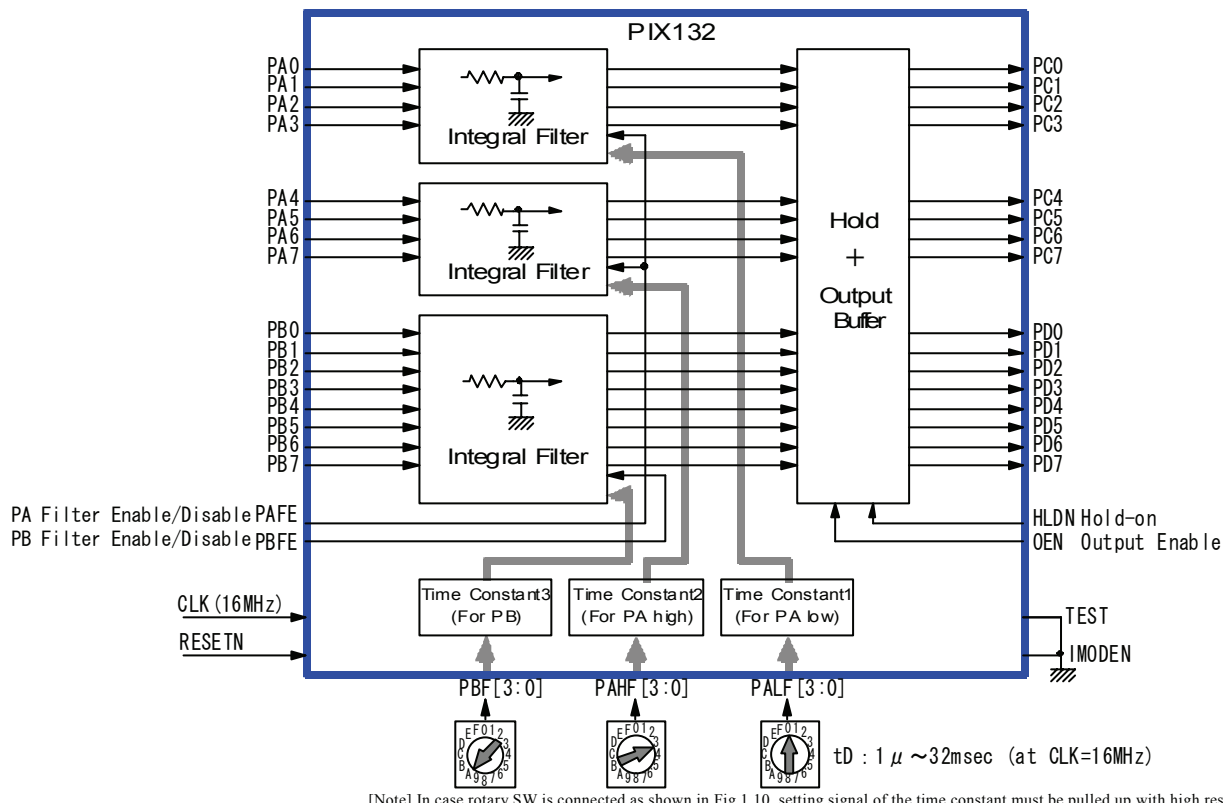 PIX132
PA0
PA1
PA2
PA3
Integral Filter
PC0
PC1
PC2
PC3
PA4
PA5
PA6
PA7
Integral Filter
Hold
+
Output
Buffer
PC4
PC5
PC6
PC7
PB0
PB1
PB2
PB3
PB4
PB5
PB6
PB7
Integral Filter
PD0
PD1
PD2
PD3
PD4
PD5
PD6
PD7
PA Filter Enable/Disable PAFE
PB Filter Enable/Disable PBFE
HLDN Hold-on
OEN Output Enable
Time Constant3
(For PB)
Time Constant2
(For PA high)
Time Constant1
(For PA low)
CLK(16MHz)
RESETN
TEST
IMODEN
PBF[3:0]
PAHF[3:0]
PALF[3:0]
0123456789ABCDEF
0123456789ABCDEF
0123456789ABCDEF
tD : 1μ~32msec (at CLK=16MHz)
[Note] In case rotary SW is connected as shown in Fig 1.10, setting signal of the time constant must be pulled up with high res